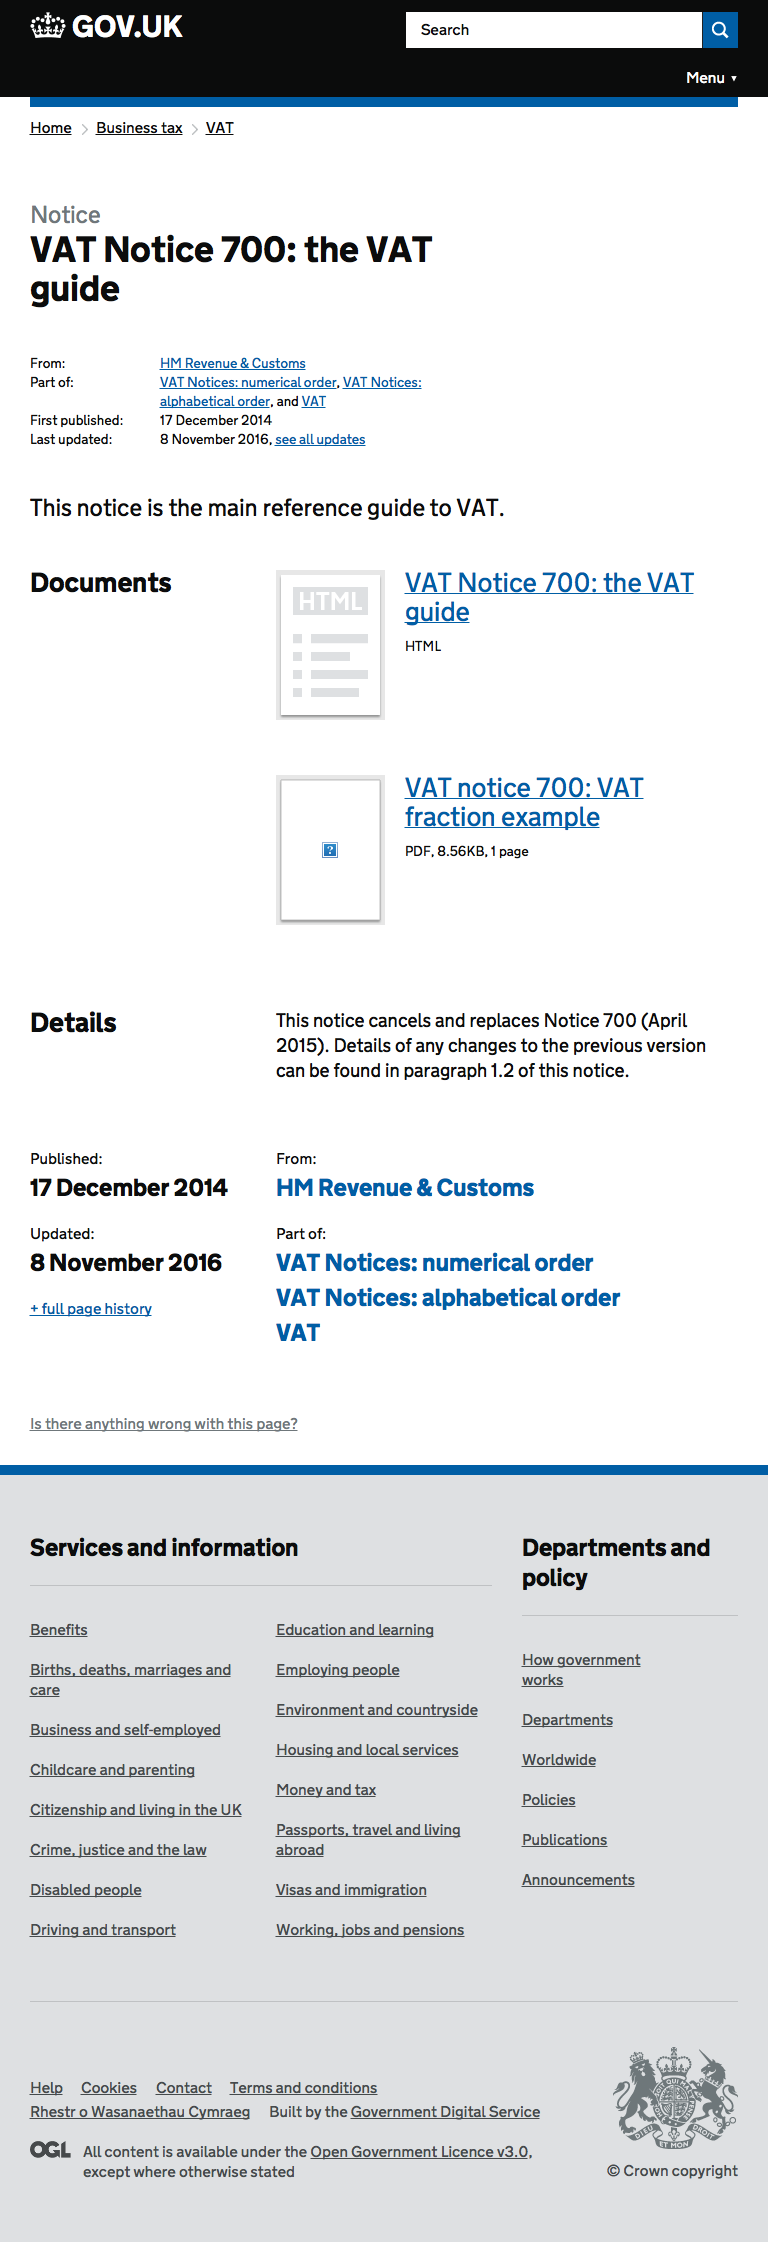 GOV.UK
Search
Menu ▼
Home > Business tax > VAT
Notice
VAT Notice 700: the VAT
guide
From: HM Revenue & Customs
Part of: VAT Notices: numerical order, VAT Notices:
alphabetical order, and VAT
First published: 17 December 2014
Last updated: 8 November 2016, see all updates
This notice is the main reference guide to VAT.
Documents
HTML
VAT Notice 700: the VAT
guide
HTML
?
VAT notice 700: VAT
fraction example
PDF, 8.56KB, 1 page
Details
This notice cancels and replaces Notice 700 (April
2015). Details of any changes to the previous version
can be found in paragraph 1.2 of this notice.
Published:
17 December 2014
Updated:
8 November 2016
+ full page history
From:
HM Revenue & Customs
Part of:
VAT Notices: numerical order
VAT Notices: alphabetical order
VAT
Is there anything wrong with this page?
Services and information
Benefits
Births, deaths, marriages and
care
Business and self-employed
Childcare and parenting
Citizenship and living in the UK
Crime, justice and the law
Disabled people
Driving and transport
Education and learning
Employing people
Environment and countryside
Housing and local services
Money and tax
Passports, travel and living
abroad
Visas and immigration
Working, jobs and pensions
Departments and
policy
How government
works
Departments
Worldwide
Policies
Publications
Announcements
Help Cookies Contact Terms and conditions
Rhestr o Wasanaethau Cymraeg Built by the Government Digital Service
OGL All content is available under the Open Government Licence v3.0,
except where otherwise stated
DIEU ET MON DROIT
© Crown copyright